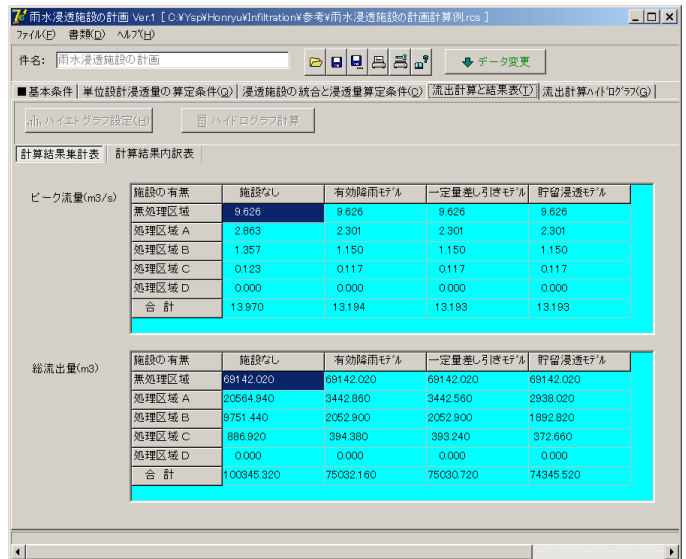 雨水浸透施設の計画 Ver.1 [ C:¥Ysp¥Honryu¥Infiltration¥参考¥雨水浸透施設の計画計算例.rcs ]
ファイル(F) 書類(D) ヘルプ(H)
件名: 雨水浸透施設の計画 データ変更
■基本条件 単位設計浸透量の算定条件(Q) 浸透施設の統合と浸透量算定条件(C) 流出計算と結果表(T) 流出計算ハイドログラフ(G)
ハイエトグラフ設定(H) ハイドログラフ計算
計算結果集計表 計算結果内訳表
ピーク流量(m3/s)
施設の有無 施設なし 有効降雨モデル 一定量差し引きモデル 貯留浸透モデル
無処理区域 9.626 9.626 9.626 9.626
処理区域 A 2.863 2.301 2.301 2.301
処理区域 B 1.357 1.150 1.150 1.150
処理区域 C 0.123 0.117 0.117 0.117
処理区域 D 0.000 0.000 0.000 0.000
合 計 13.970 13.194 13.193 13.193
総流出量(m3)
施設の有無 施設なし 有効降雨モデル 一定量差し引きモデル 貯留浸透モデル
無処理区域 69142.020 69142.020 69142.020 69142.020
処理区域 A 20564.940 3442.860 3442.560 2938.020
処理区域 B 9751.440 2052.900 2052.900 1892.820
処理区域 C 886.920 394.380 393.240 372.660
処理区域 D 0.000 0.000 0.000 0.000
合 計 100345.320 75032.160 75030.720 74345.520